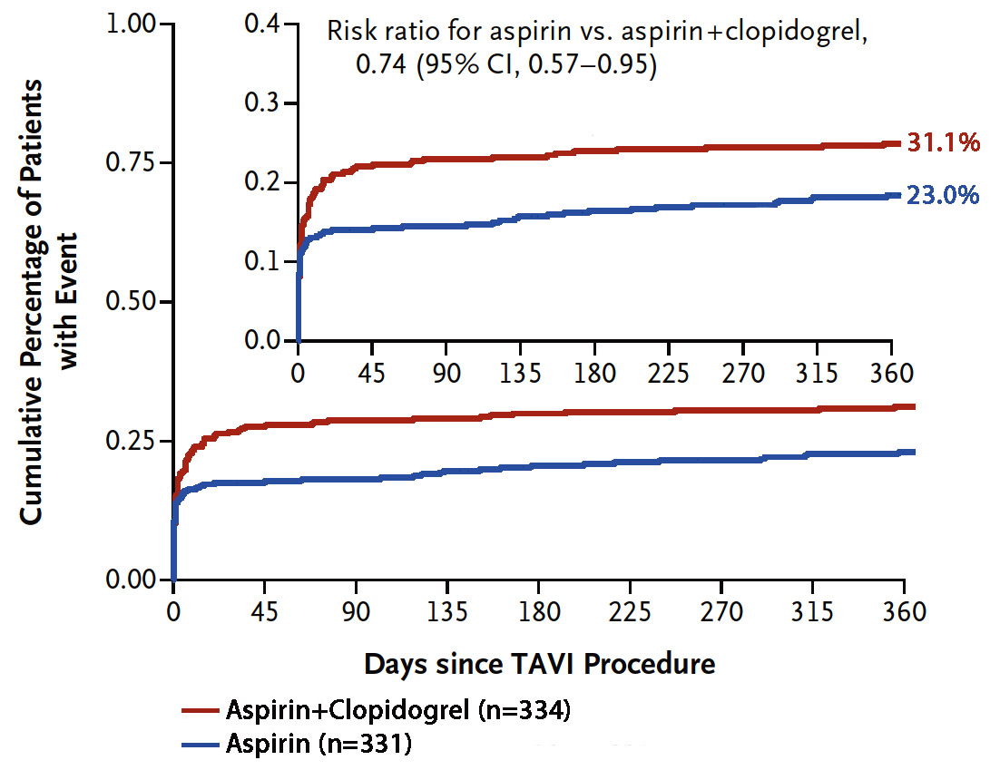 Cumulative Percentage of Patients
with Event
1.00
0.75
0.50
0.25
0.00
0.4
0.3
0.2
0.1
0.0
Risk ratio for aspirin vs. aspirin+clopidogrel,
0.74 (95% CI, 0.57–0.95)
31.1%
23.0%
0 45 90 135 180 225 270 315 360
0 45 90 135 180 225 270 315 360
Days since TAVI Procedure
Aspirin+Clopidogrel (n=334)
Aspirin (n=331)